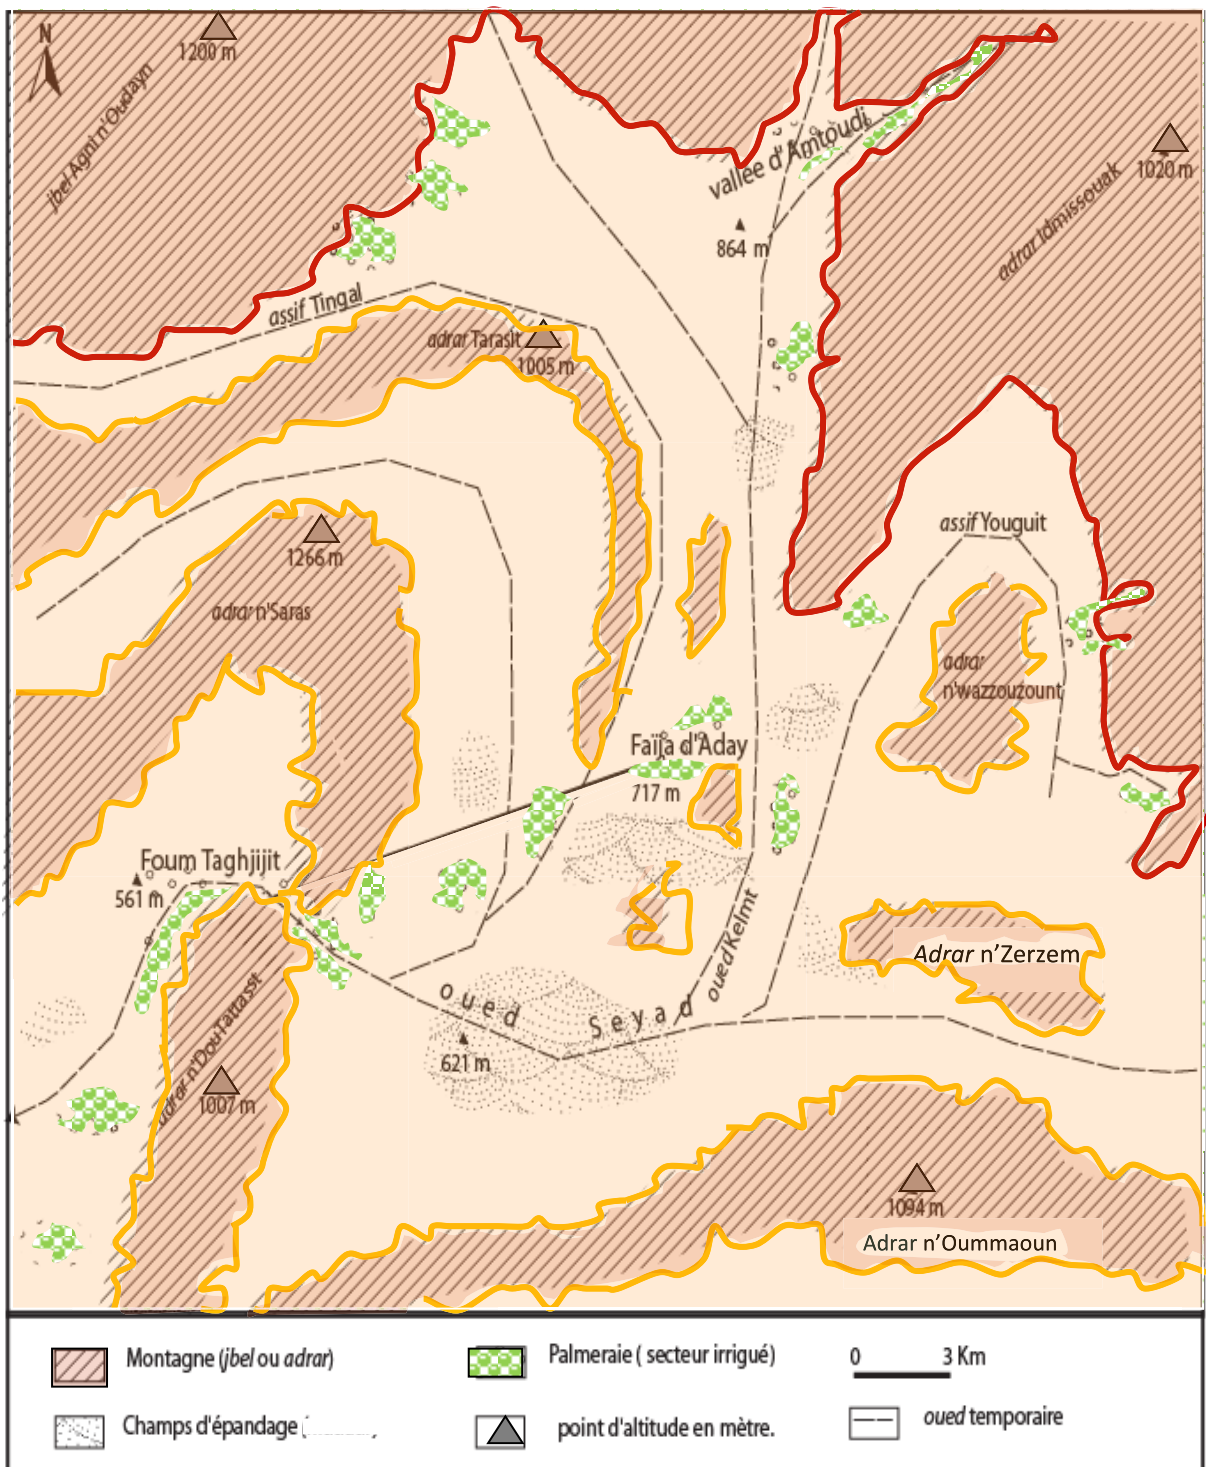 N
1200 m
jbel Agni n'Oudayn
vallée d'Amtoudi
1020 m
adrar Idmissouak
864 m
assif Tingal
adrar Tarasit
1005 m
assif Youguit
1266 m
adrar n'Saras
adrar
n'wazzouzount
Faïja d'Aday
717 m
Foum Taghjijit
561 m
oued Kelmt
Adrar n'Zerzem
oued Seyad
621 m
adrar n'Dou Tattasst
1007 m
1094 m
Adrar n'Oummaoun
Montagne (jbel ou adrar)
Palmeraie ( secteur irrigué)
0 3 Km
Champs d'épandage (
point d'altitude en mètre.
oued temporaire